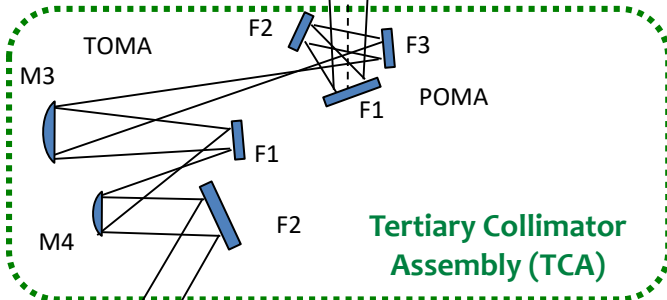 F2
TOMA
F3
M3
POMA
F1
F1
F2
M4
Tertiary Collimator
Assembly (TCA)